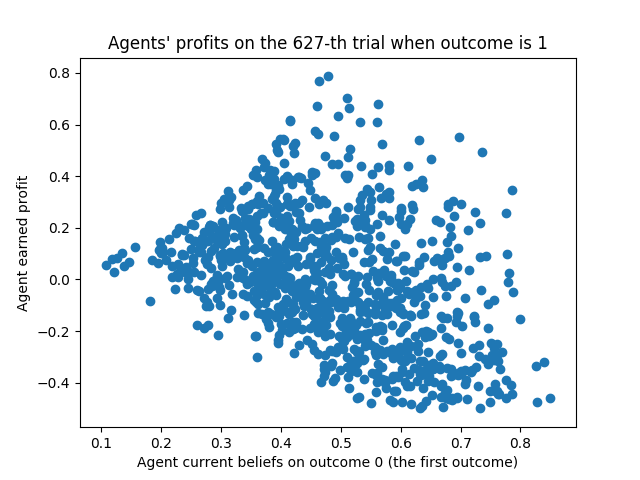 Agents' profits on the 627-th trial when outcome is 1
Agent earned profit
0.8
0.6
0.4
0.2
0.0
−0.2
−0.4
0.1 0.2 0.3 0.4 0.5 0.6 0.7 0.8
Agent current beliefs on outcome 0 (the first outcome)